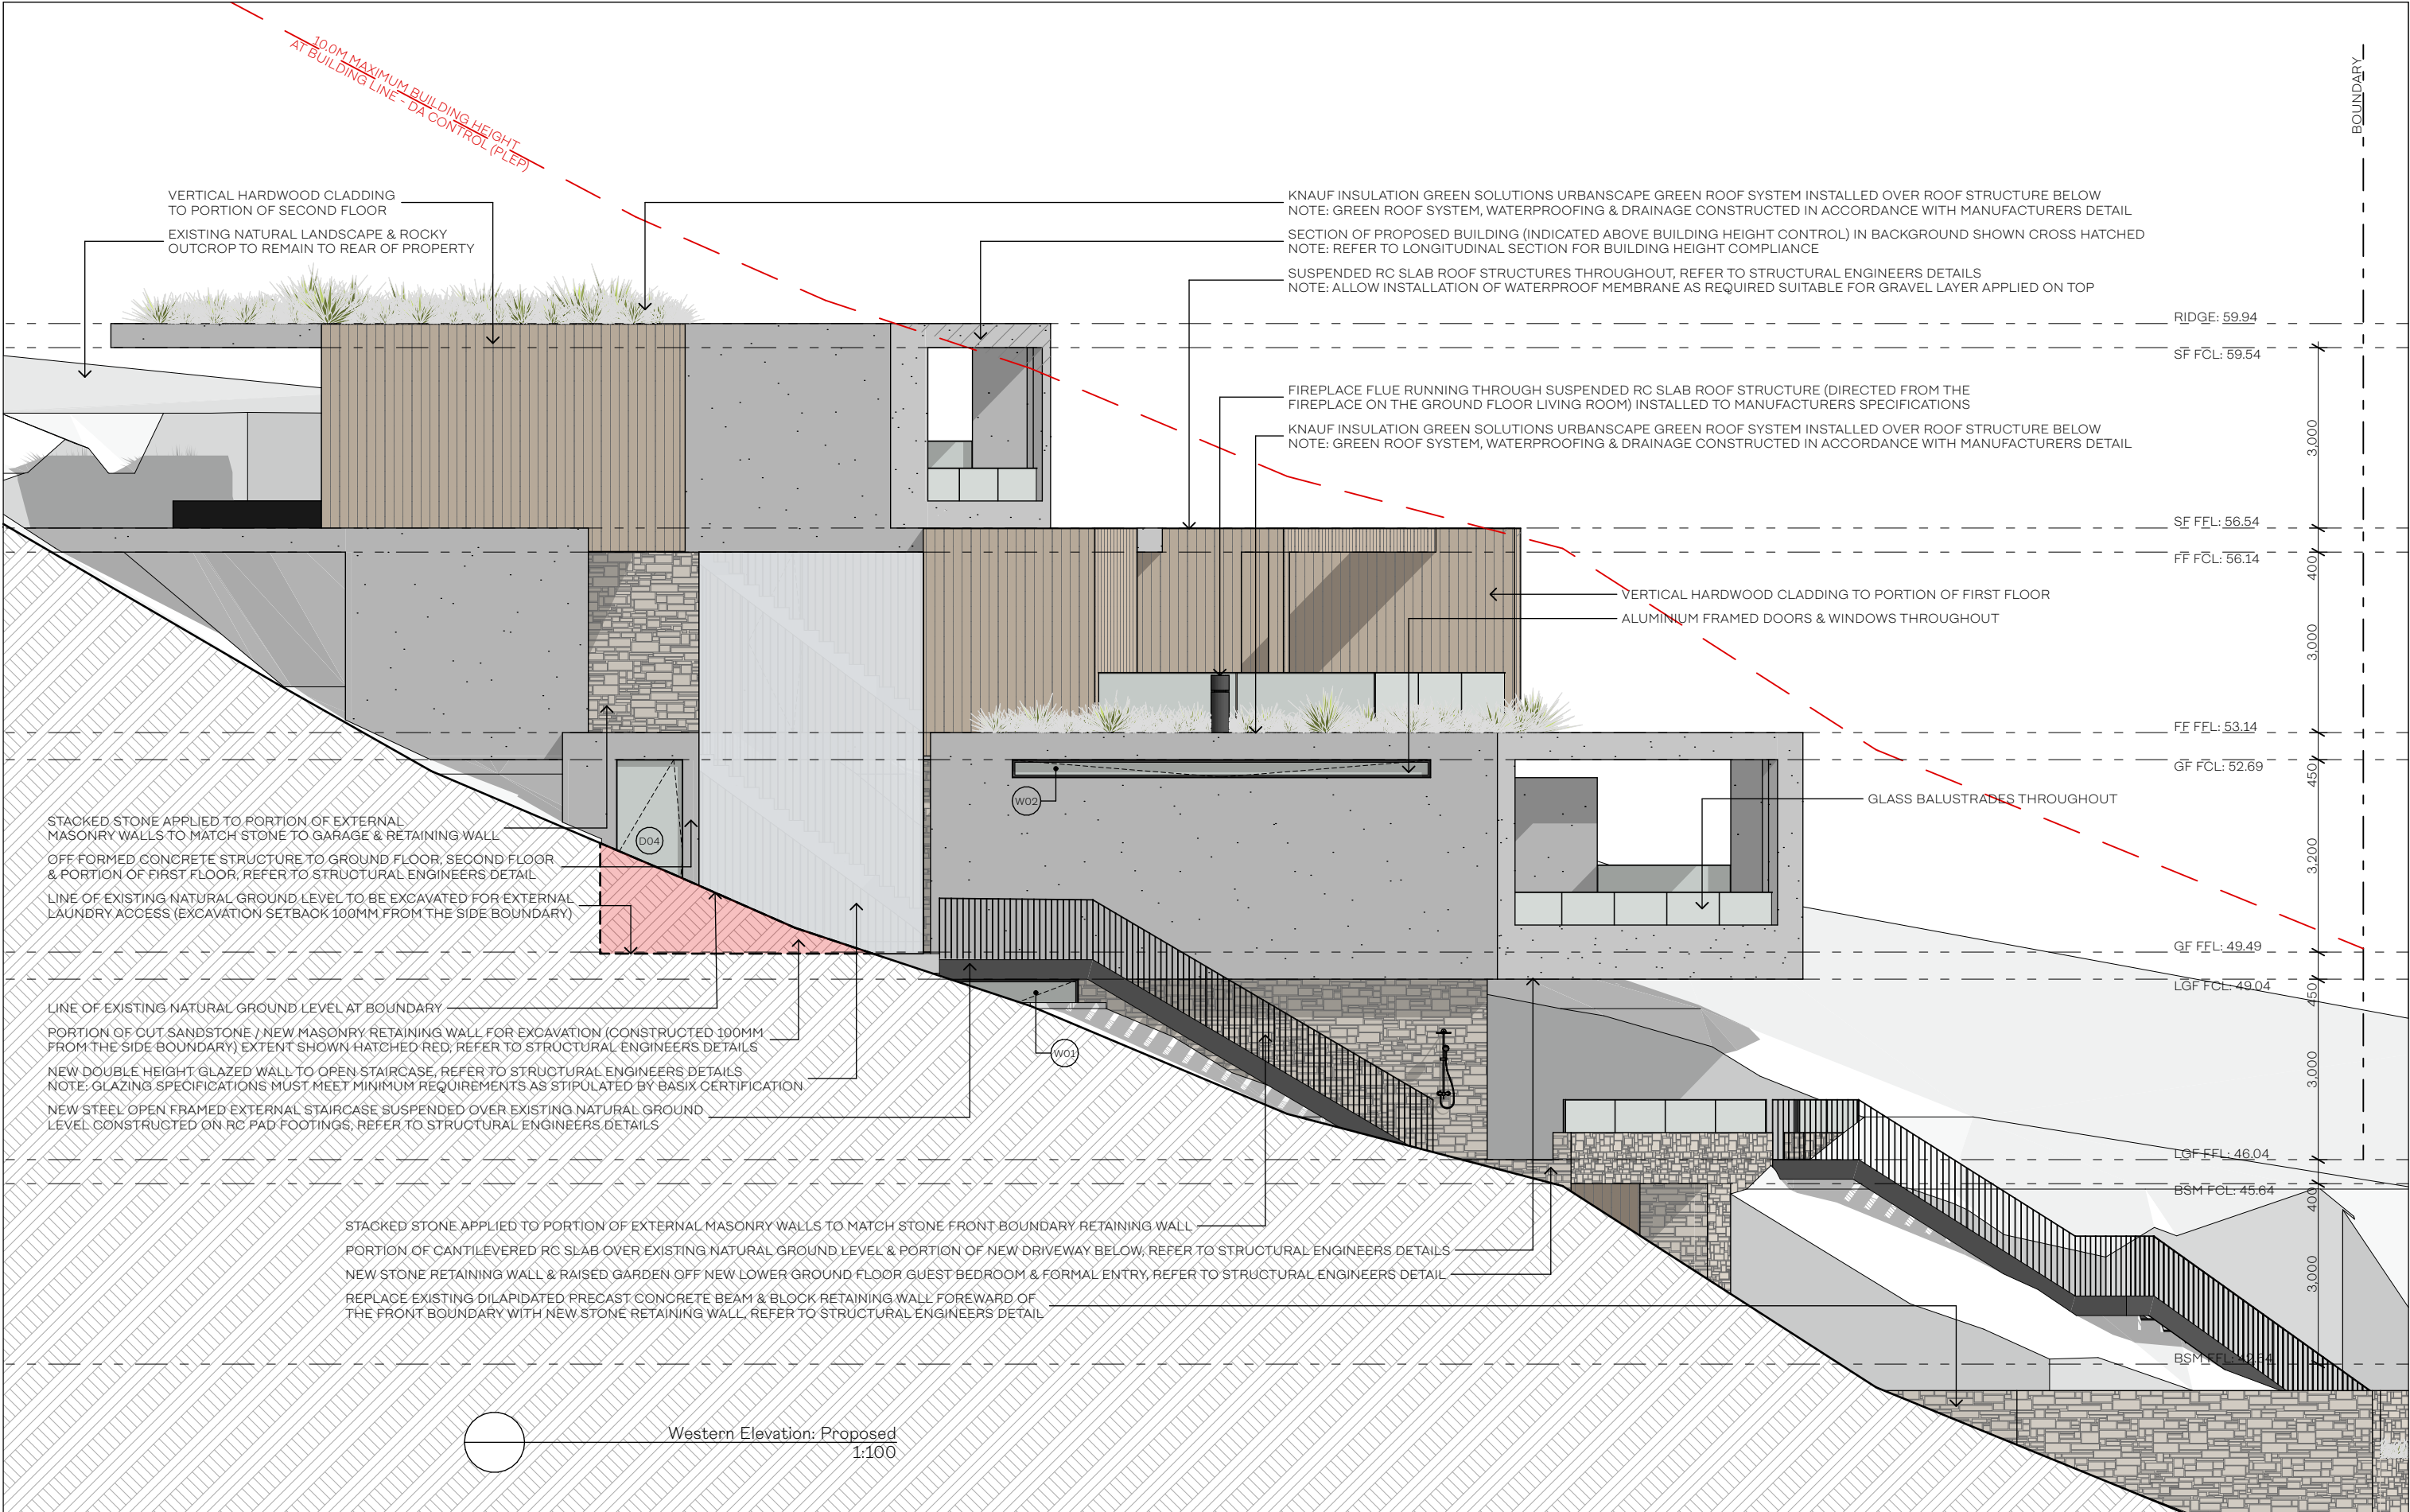 10.0M MAXIMUM BUILDING HEIGHT
AT BUILDING LINE - DA CONTROL (PLEP)
BOUNDARY
VERTICAL HARDWOOD CLADDING
TO PORTION OF SECOND FLOOR
EXISTING NATURAL LANDSCAPE & ROCKY
OUTCROP TO REMAIN TO REAR OF PROPERTY
KNAUF INSULATION GREEN SOLUTIONS URBANSCAPE GREEN ROOF SYSTEM INSTALLED OVER ROOF STRUCTURE BELOW
NOTE: GREEN ROOF SYSTEM, WATERPROOFING & DRAINAGE CONSTRUCTED IN ACCORDANCE WITH MANUFACTURERS DETAIL
SECTION OF PROPOSED BUILDING (INDICATED ABOVE BUILDING HEIGHT CONTROL) IN BACKGROUND SHOWN CROSS HATCHED
NOTE: REFER TO LONGITUDINAL SECTION FOR BUILDING HEIGHT COMPLIANCE
SUSPENDED RC SLAB ROOF STRUCTURES THROUGHOUT, REFER TO STRUCTURAL ENGINEERS DETAILS
NOTE: ALLOW INSTALLATION OF WATERPROOF MEMBRANE AS REQUIRED SUITABLE FOR GRAVEL LAYER APPLIED ON TOP
RIDGE: 59.94
SF FCL: 59.54
FIREPLACE FLUE RUNNING THROUGH SUSPENDED RC SLAB ROOF STRUCTURE (DIRECTED FROM THE
FIREPLACE ON THE GROUND FLOOR LIVING ROOM) INSTALLED TO MANUFACTURERS SPECIFICATIONS
KNAUF INSULATION GREEN SOLUTIONS URBANSCAPE GREEN ROOF SYSTEM INSTALLED OVER ROOF STRUCTURE BELOW
NOTE: GREEN ROOF SYSTEM, WATERPROOFING & DRAINAGE CONSTRUCTED IN ACCORDANCE WITH MANUFACTURERS DETAIL
3,000
SF FFL: 56.54
FF FCL: 56.14
400
VERTICAL HARDWOOD CLADDING TO PORTION OF FIRST FLOOR
ALUMINIUM FRAMED DOORS & WINDOWS THROUGHOUT
3,000
FF FFL: 53.14
GF FCL: 52.69
450
W02
GLASS BALUSTRADES THROUGHOUT
D04
3,200
STACKED STONE APPLIED TO PORTION OF EXTERNAL
MASONRY WALLS TO MATCH STONE TO GARAGE & RETAINING WALL
OFF FORMED CONCRETE STRUCTURE TO GROUND FLOOR, SECOND FLOOR
& PORTION OF FIRST FLOOR, REFER TO STRUCTURAL ENGINEERS DETAIL
LINE OF EXISTING NATURAL GROUND LEVEL TO BE EXCAVATED FOR EXTERNAL
LAUNDRY ACCESS (EXCAVATION SETBACK 100MM FROM THE SIDE BOUNDARY)
GF FFL: 49.49
LGF FCL: 49.04
450
LINE OF EXISTING NATURAL GROUND LEVEL AT BOUNDARY
PORTION OF CUT SANDSTONE / NEW MASONRY RETAINING WALL FOR EXCAVATION (CONSTRUCTED 100MM
FROM THE SIDE BOUNDARY) EXTENT SHOWN HATCHED RED, REFER TO STRUCTURAL ENGINEERS DETAILS
W01
3,000
NEW DOUBLE HEIGHT GLAZED WALL TO OPEN STAIRCASE, REFER TO STRUCTURAL ENGINEERS DETAILS
NOTE: GLAZING SPECIFICATIONS MUST MEET MINIMUM REQUIREMENTS AS STIPULATED BY BASIX CERTIFICATION
NEW STEEL OPEN FRAMED EXTERNAL STAIRCASE SUSPENDED OVER EXISTING NATURAL GROUND
LEVEL CONSTRUCTED ON RC PAD FOOTINGS, REFER TO STRUCTURAL ENGINEERS DETAILS
LGF FFL: 46.04
BSM FCL: 45.64
400
STACKED STONE APPLIED TO PORTION OF EXTERNAL MASONRY WALLS TO MATCH STONE FRONT BOUNDARY RETAINING WALL
PORTION OF CANTILEVERED RC SLAB OVER EXISTING NATURAL GROUND LEVEL & PORTION OF NEW DRIVEWAY BELOW, REFER TO STRUCTURAL ENGINEERS DETAILS
NEW STONE RETAINING WALL & RAISED GARDEN OFF NEW LOWER GROUND FLOOR GUEST BEDROOM & FORMAL ENTRY, REFER TO STRUCTURAL ENGINEERS DETAIL
REPLACE EXISTING DILAPIDATED PRECAST CONCRETE BEAM & BLOCK RETAINING WALL FOREWARD OF
THE FRONT BOUNDARY WITH NEW STONE RETAINING WALL, REFER TO STRUCTURAL ENGINEERS DETAIL
3,000
BSM FFL:
Western Elevation: Proposed
1:100